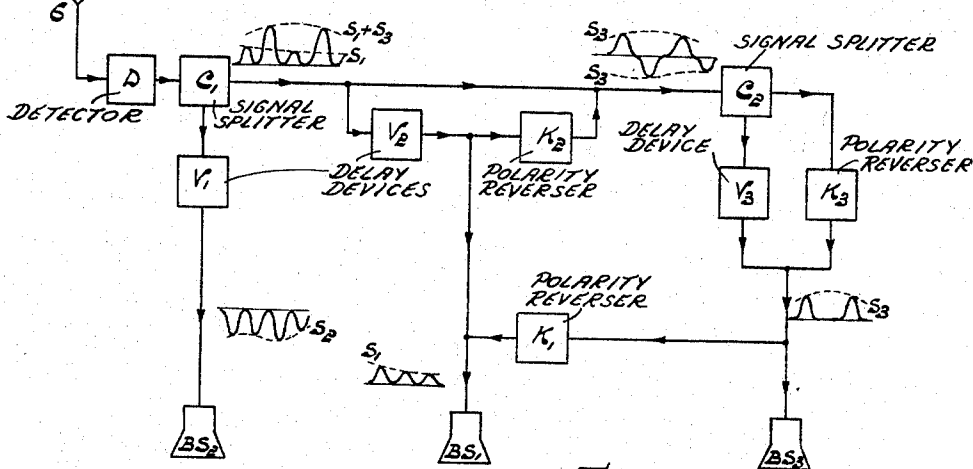 6
S1+S3
S1
S3
S3
SIGNAL SPLITTER
D
C1
C2
DETECTOR
SIGNAL
SPLITTER
V2
K2
DELAY
DEVICE
POLARITY
REVERSER
V1
DELAY
DEVICES
POLARITY
REVERSER
V3
K3
POLARITY
REVERSER
S2
S1
K1
S3
BS2
BS1
BS3